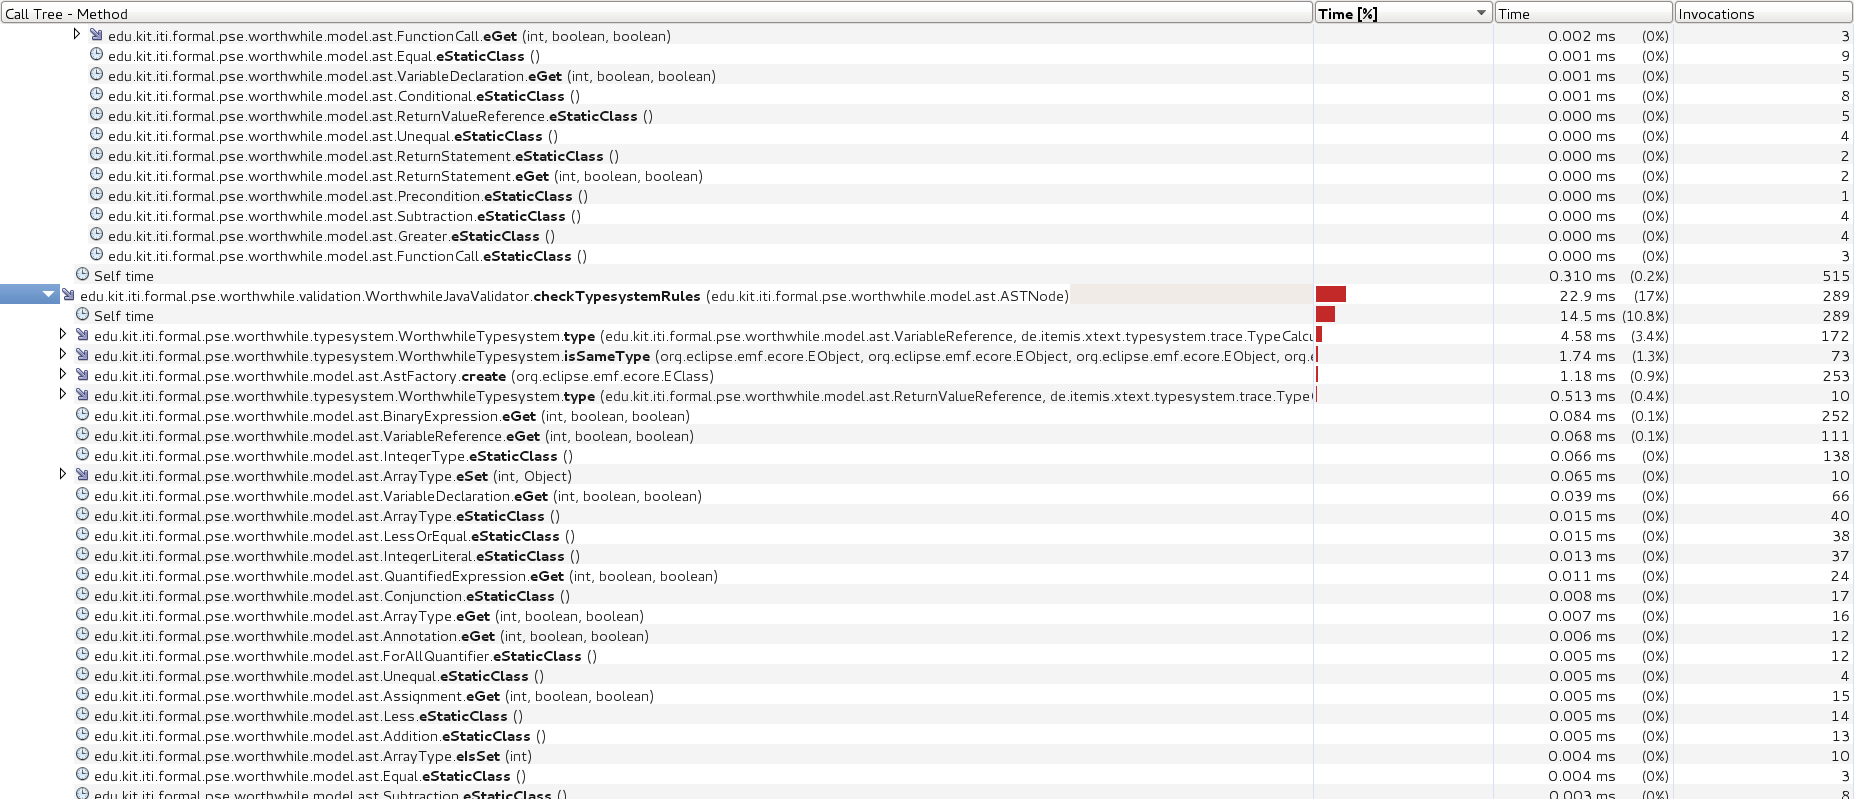 Call Tree - Method Time [%] Time Invocations
edu.kit.iti.formal.pse.worthwhile.model.ast.FunctionCall.eGet (int, boolean, boolean) 0.002 ms (0%) 3
edu.kit.iti.formal.pse.worthwhile.model.ast.Equal.eStaticClass () 0.001 ms (0%) 9
edu.kit.iti.formal.pse.worthwhile.model.ast.VariableDeclaration.eGet (int, boolean, boolean) 0.001 ms (0%) 5
edu.kit.iti.formal.pse.worthwhile.model.ast.Conditional.eStaticClass () 0.001 ms (0%) 8
edu.kit.iti.formal.pse.worthwhile.model.ast.ReturnValueReference.eStaticClass () 0.000 ms (0%) 5
edu.kit.iti.formal.pse.worthwhile.model.ast.Unequal.eStaticClass () 0.000 ms (0%) 4
edu.kit.iti.formal.pse.worthwhile.model.ast.ReturnStatement.eStaticClass () 0.000 ms (0%) 2
edu.kit.iti.formal.pse.worthwhile.model.ast.ReturnStatement.eGet (int, boolean, boolean) 0.000 ms (0%) 2
edu.kit.iti.formal.pse.worthwhile.model.ast.Precondition.eStaticClass () 0.000 ms (0%) 1
edu.kit.iti.formal.pse.worthwhile.model.ast.Subtraction.eStaticClass () 0.000 ms (0%) 4
edu.kit.iti.formal.pse.worthwhile.model.ast.Greater.eStaticClass () 0.000 ms (0%) 4
edu.kit.iti.formal.pse.worthwhile.model.ast.FunctionCall.eStaticClass () 0.000 ms (0%) 3
Self time 0.310 ms (0.2%) 515
edu.kit.iti.formal.pse.worthwhile.validation.WorthwhileJavaValidator.checkTypesystemRules (edu.kit.iti.formal.pse.worthwhile.model.ast.ASTNode) 22.9 ms (17%) 289
Self time 14.5 ms (10.8%) 289
edu.kit.iti.formal.pse.worthwhile.typesystem.WorthwhileTypesystem.type (edu.kit.iti.formal.pse.worthwhile.model.ast.VariableReference, de.itemis.xtext.typesystem.trace.TypeCalcu 4.58 ms (3.4%) 172
edu.kit.iti.formal.pse.worthwhile.typesystem.WorthwhileTypesystem.isSameType (org.eclipse.emf.ecore.EObject, org.eclipse.emf.ecore.EObject, org.eclipse.emf.ecore.EObject, org.e 1.74 ms (1.3%) 73
edu.kit.iti.formal.pse.worthwhile.model.ast.AstFactory.create (org.eclipse.emf.ecore.EClass) 1.18 ms (0.9%) 253
edu.kit.iti.formal.pse.worthwhile.typesystem.WorthwhileTypesystem.type (edu.kit.iti.formal.pse.worthwhile.model.ast.ReturnValueReference, de.itemis.xtext.typesystem.trace.Type 0.513 ms (0.4%) 10
edu.kit.iti.formal.pse.worthwhile.model.ast.BinaryExpression.eGet (int, boolean, boolean) 0.084 ms (0.1%) 252
edu.kit.iti.formal.pse.worthwhile.model.ast.VariableReference.eGet (int, boolean, boolean) 0.068 ms (0.1%) 111
edu.kit.iti.formal.pse.worthwhile.model.ast.IntegerType.eStaticClass () 0.066 ms (0%) 138
edu.kit.iti.formal.pse.worthwhile.model.ast.ArrayType.eSet (int, Object) 0.065 ms (0%) 10
edu.kit.iti.formal.pse.worthwhile.model.ast.VariableDeclaration.eGet (int, boolean, boolean) 0.039 ms (0%) 66
edu.kit.iti.formal.pse.worthwhile.model.ast.ArrayType.eStaticClass () 0.015 ms (0%) 40
edu.kit.iti.formal.pse.worthwhile.model.ast.LessOrEqual.eStaticClass () 0.015 ms (0%) 38
edu.kit.iti.formal.pse.worthwhile.model.ast.IntegerLiteral.eStaticClass () 0.013 ms (0%) 37
edu.kit.iti.formal.pse.worthwhile.model.ast.QuantifiedExpression.eGet (int, boolean, boolean) 0.011 ms (0%) 24
edu.kit.iti.formal.pse.worthwhile.model.ast.Conjunction.eStaticClass () 0.008 ms (0%) 17
edu.kit.iti.formal.pse.worthwhile.model.ast.ArrayType.eGet (int, boolean, boolean) 0.007 ms (0%) 16
edu.kit.iti.formal.pse.worthwhile.model.ast.Annotation.eGet (int, boolean, boolean) 0.006 ms (0%) 12
edu.kit.iti.formal.pse.worthwhile.model.ast.ForAllQuantifier.eStaticClass () 0.005 ms (0%) 12
edu.kit.iti.formal.pse.worthwhile.model.ast.Unequal.eStaticClass () 0.005 ms (0%) 4
edu.kit.iti.formal.pse.worthwhile.model.ast.Assignment.eGet (int, boolean, boolean) 0.005 ms (0%) 15
edu.kit.iti.formal.pse.worthwhile.model.ast.Less.eStaticClass () 0.005 ms (0%) 14
edu.kit.iti.formal.pse.worthwhile.model.ast.Addition.eStaticClass () 0.005 ms (0%) 13
edu.kit.iti.formal.pse.worthwhile.model.ast.ArrayType.eIsSet (int) 0.004 ms (0%) 10
edu.kit.iti.formal.pse.worthwhile.model.ast.Equal.eStaticClass () 0.004 ms (0%) 3
edu.kit.iti.formal.pse.worthwhile.model.ast.Subtraction.eStaticClass () 0.003 ms (0%) 8